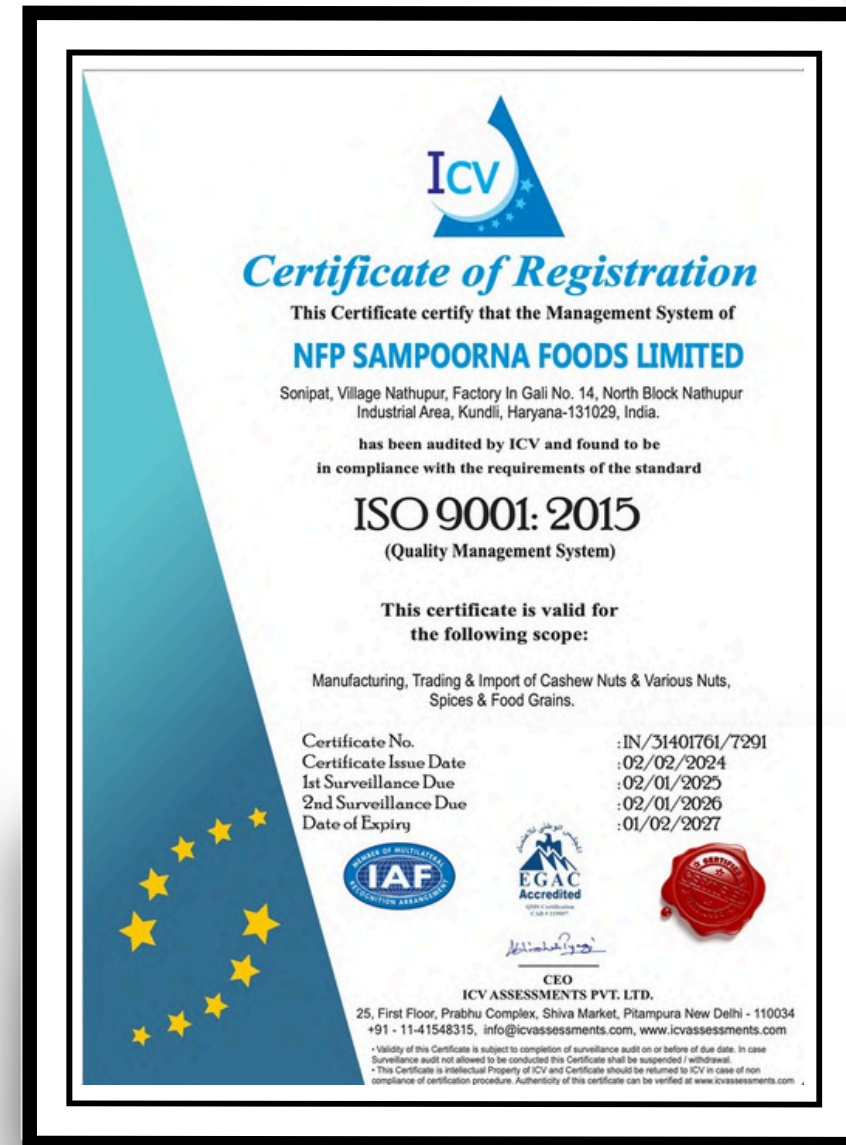 ICV
Certificate of Registration
This Certificate certify that the Management System of
NFP SAMPOORNA FOODS LIMITED
Sonipat, Village Nathupur, Factory In Gali No. 14, North Block Nathupur
Industrial Area, Kundli, Haryana-131029, India.
has been audited by ICV and found to be
in compliance with the requirements of the standard
ISO 9001: 2015
(Quality Management System)
This certificate is valid for
the following scope:
Manufacturing, Trading & Import of Cashew Nuts & Various Nuts,
Spices & Food Grains.
Certificate No. : IN/31401761/7291
Certificate Issue Date : 02/02/2024
1st Surveillance Due : 02/01/2025
2nd Surveillance Due : 02/01/2026
Date of Expiry : 01/02/2027
MEMBER OF MULTILATERAL
IAF
RECOGNITION ARRANGEMENT
EGAC
Accredited
QMS Certification
CERTIFIED
CEO
ICV ASSESSMENTS PVT. LTD.
25, First Floor, Prabhu Complex, Shiva Market, Pitampura New Delhi - 110034
+91 - 11-41548315, info@icvassessments.com, www.icvassessments.com
• Validity of this Certificate is subject to completion of surveillance audit on or before of due date. In case
Surveillance audit not allowed to be conducted this Certificate shall be suspended / withdrawal.
• This Certificate is intellectual Property of ICV and Certificate should be returned to ICV in case of non
compliance of certification procedure. Authenticity of this certificate can be verified at www.icvassessments.com